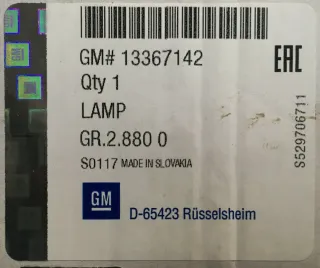 GM# 13367142
EAC
Qty 1
LAMP
GR.2.880 0
S0117 MADE IN SLOVAKIA
S529706711
GM
D-65423 Rüsselsheim